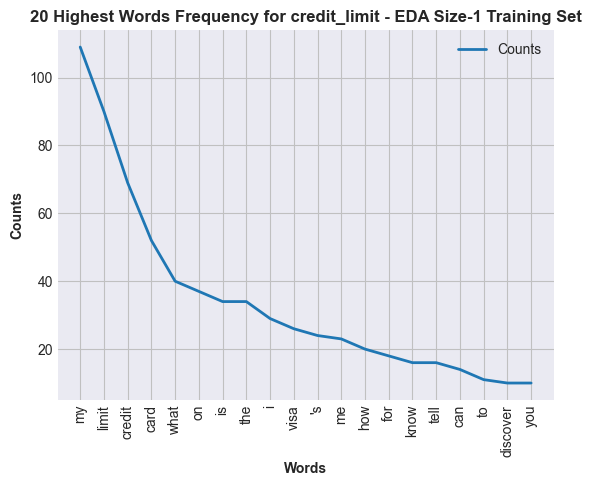 20 Highest Words Frequency for credit_limit - EDA Size-1 Training Set
Counts
100
80
60
40
20
Counts
my
limit
credit
card
what
on
is
the
i
visa
's
me
how
for
know
tell
can
to
discover
you
Words